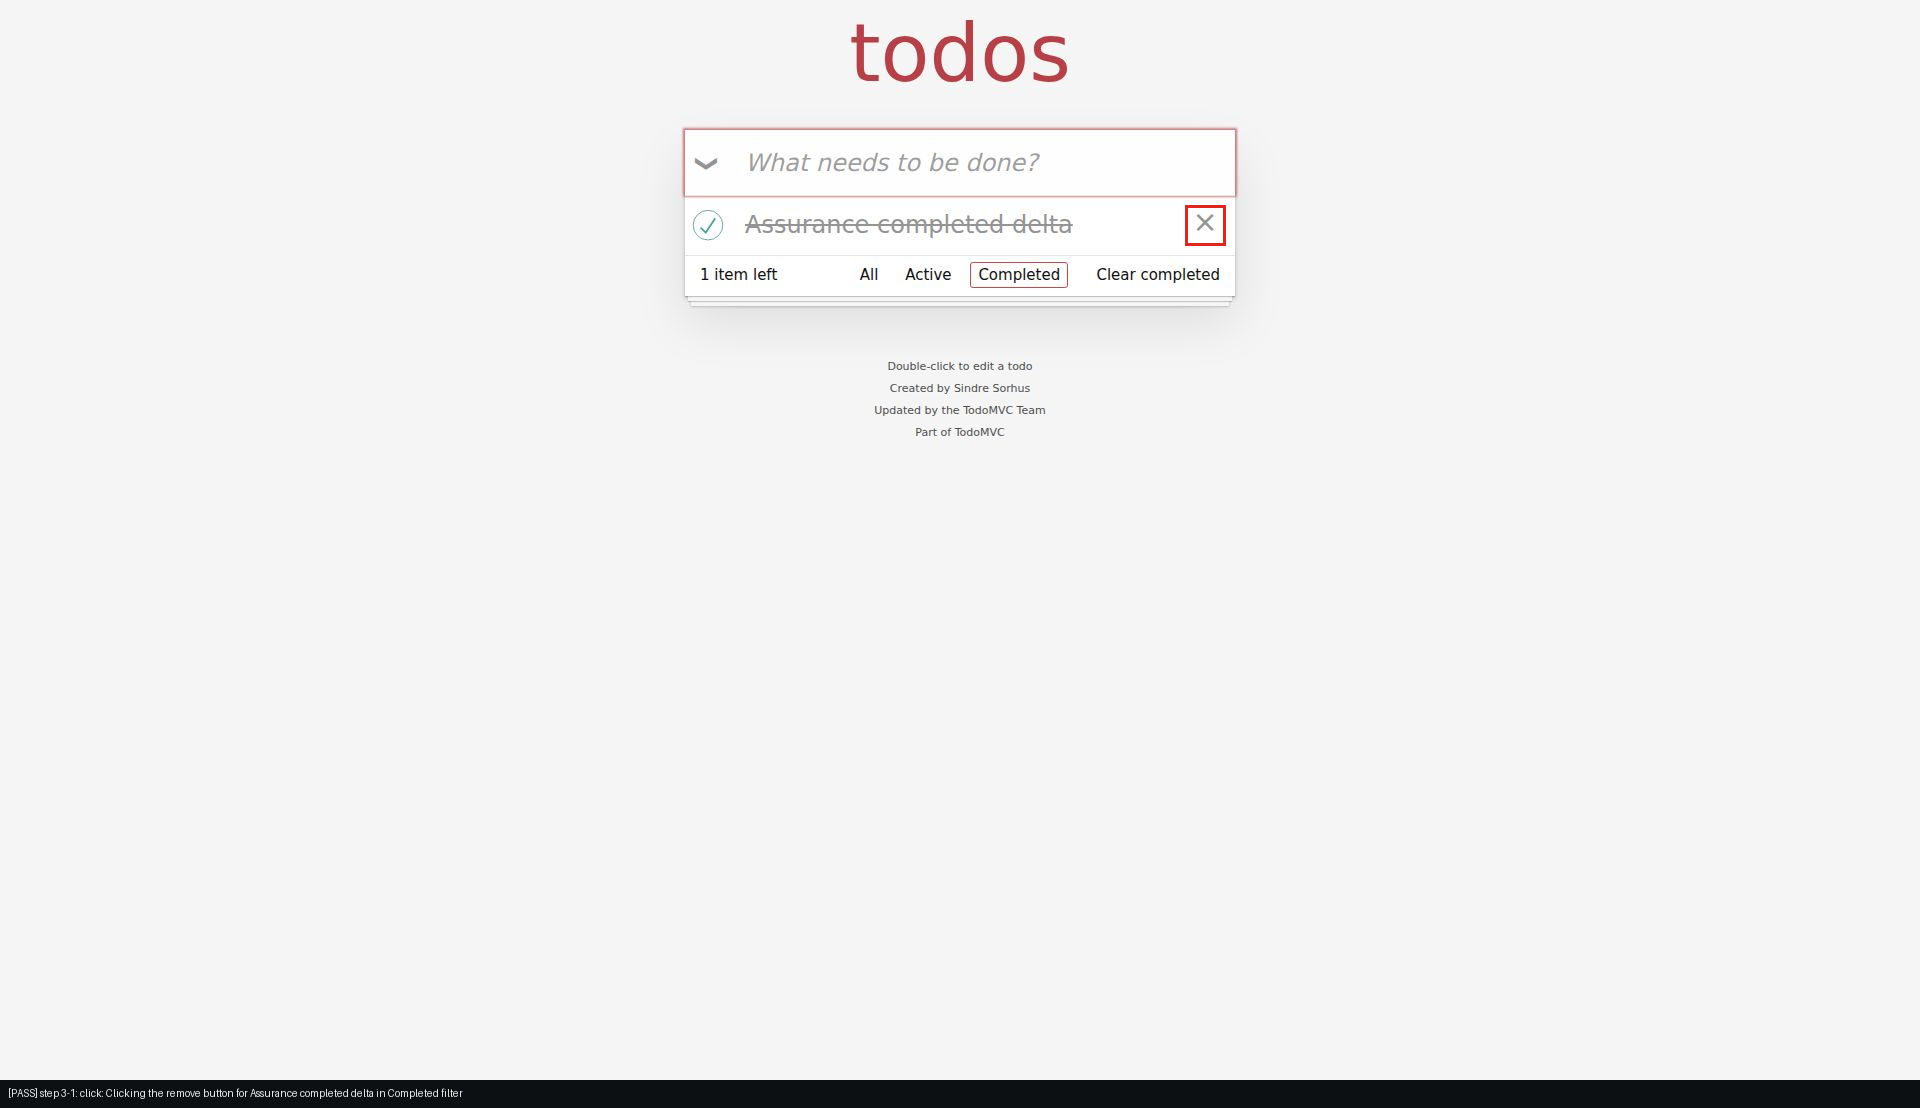 todos
What needs to be done?
Assurance completed delta
1 item left All Active Completed Clear completed
Double-click to edit a todo
Created by Sindre Sorhus
Updated by the TodoMVC Team
Part of TodoMVC
[PASS] step 3-1: click: Clicking the remove button for Assurance completed delta in Completed filter